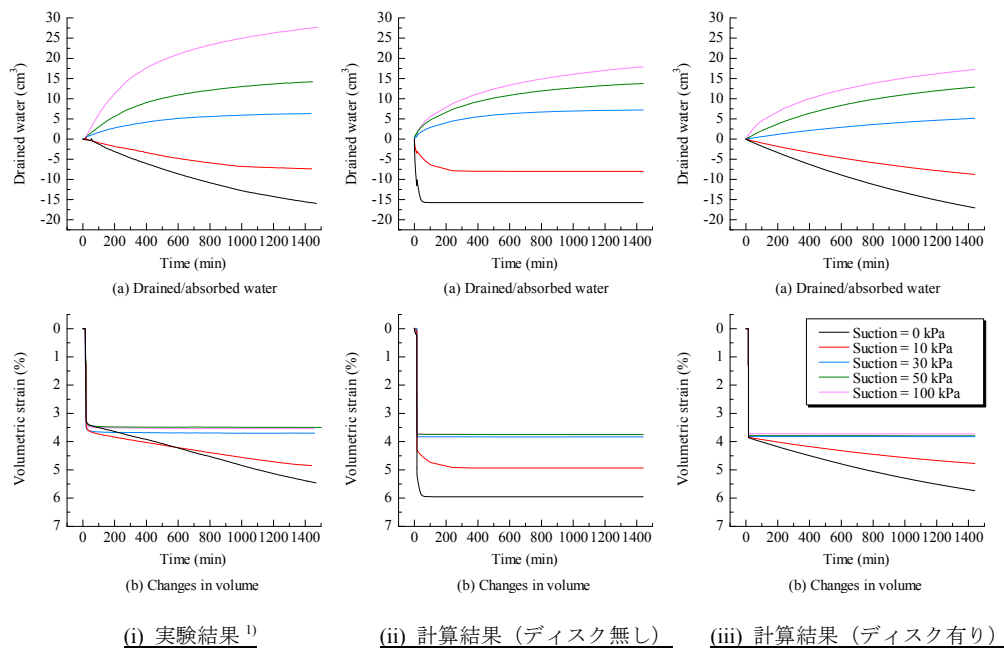 30
25
20
15
10
5
0
-5
-10
-15
-20
Drained water (cm³)
0 200 400 600 800 1000 1200 1400
Time (min)
(a) Drained/absorbed water
30
25
20
15
10
5
0
-5
-10
-15
-20
Drained water (cm³)
0 200 400 600 800 1000 1200 1400
Time (min)
(a) Drained/absorbed water
30
25
20
15
10
5
0
-5
-10
-15
-20
Drained water (cm³)
0 200 400 600 800 1000 1200 1400
Time (min)
(a) Drained/absorbed water
0
1
2
3
4
5
6
7
Volumetric strain (%)
0 200 400 600 800 1000 1200 1400
Time (min)
(b) Changes in volume
0
1
2
3
4
5
6
7
Volumetric strain (%)
0 200 400 600 800 1000 1200 1400
Time (min)
(b) Changes in volume
0
1
2
3
4
5
6
7
Volumetric strain (%)
Suction = 0 kPa
Suction = 10 kPa
Suction = 30 kPa
Suction = 50 kPa
Suction = 100 kPa
0 200 400 600 800 1000 1200 1400
Time (min)
(b) Changes in volume
(i) 実験結果 1)
(ii) 計算結果（ディスク無し）
(iii) 計算結果（ディスク有り）